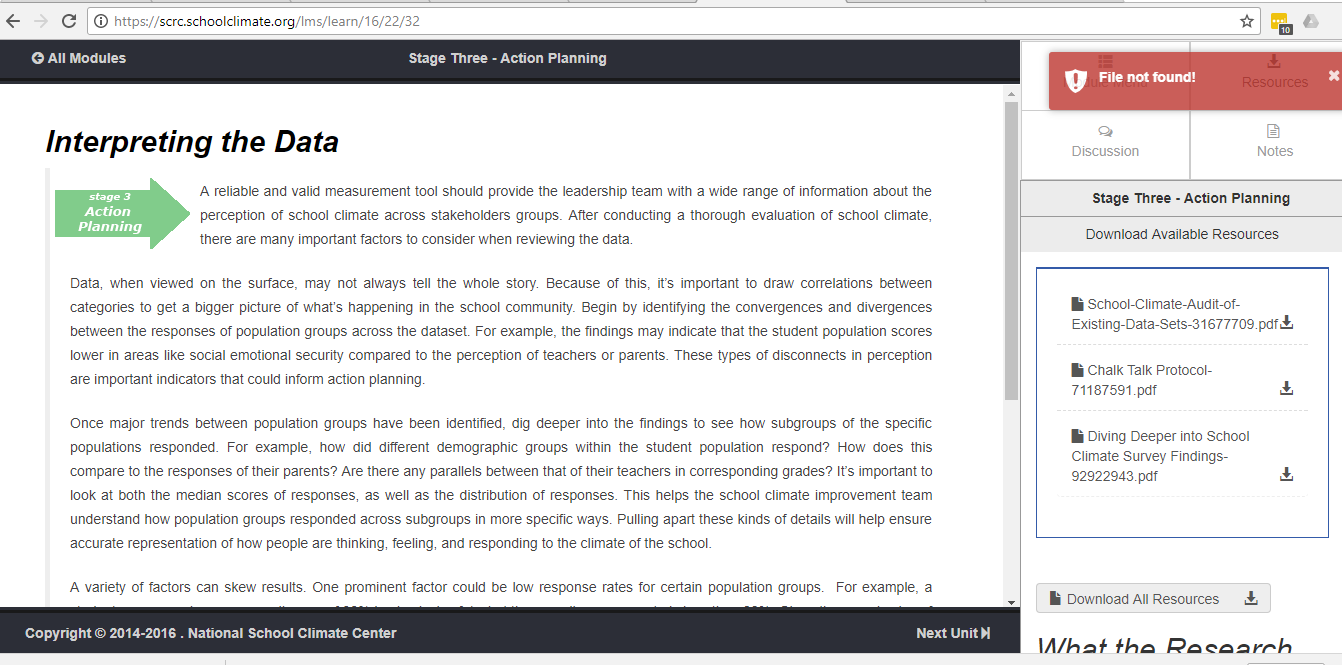 https://scrc.schoolclimate.org/lms/learn/16/22/32
10
All Modules
Stage Three - Action Planning
File not found!
Resources
Discussion
Notes
Interpreting the Data
stage 3
Action
Planning
A reliable and valid measurement tool should provide the leadership team with a wide range of information about the
perception of school climate across stakeholders groups. After conducting a thorough evaluation of school climate,
there are many important factors to consider when reviewing the data.
Data, when viewed on the surface, may not always tell the whole story. Because of this, it’s important to draw correlations between
categories to get a bigger picture of what’s happening in the school community. Begin by identifying the convergences and divergences
between the responses of population groups across the dataset. For example, the findings may indicate that the student population scores
lower in areas like social emotional security compared to the perception of teachers or parents. These types of disconnects in perception
are important indicators that could inform action planning.
Once major trends between population groups have been identified, dig deeper into the findings to see how subgroups of the specific
populations responded. For example, how did different demographic groups within the student population respond? How does this
compare to the responses of their parents? Are there any parallels between that of their teachers in corresponding grades? It’s important to
look at both the median scores of responses, as well as the distribution of responses. This helps the school climate improvement team
understand how population groups responded across subgroups in more specific ways. Pulling apart these kinds of details will help ensure
accurate representation of how people are thinking, feeling, and responding to the climate of the school.
A variety of factors can skew results. One prominent factor could be low response rates for certain population groups. For example, a
Stage Three - Action Planning
Download Available Resources
School-Climate-Audit-of-
Existing-Data-Sets-31677709.pdf
Chalk Talk Protocol-
71187591.pdf
Diving Deeper into School
Climate Survey Findings-
92922943.pdf
Download All Resources
What the Research
Copyright © 2014-2016 . National School Climate Center
Next Unit